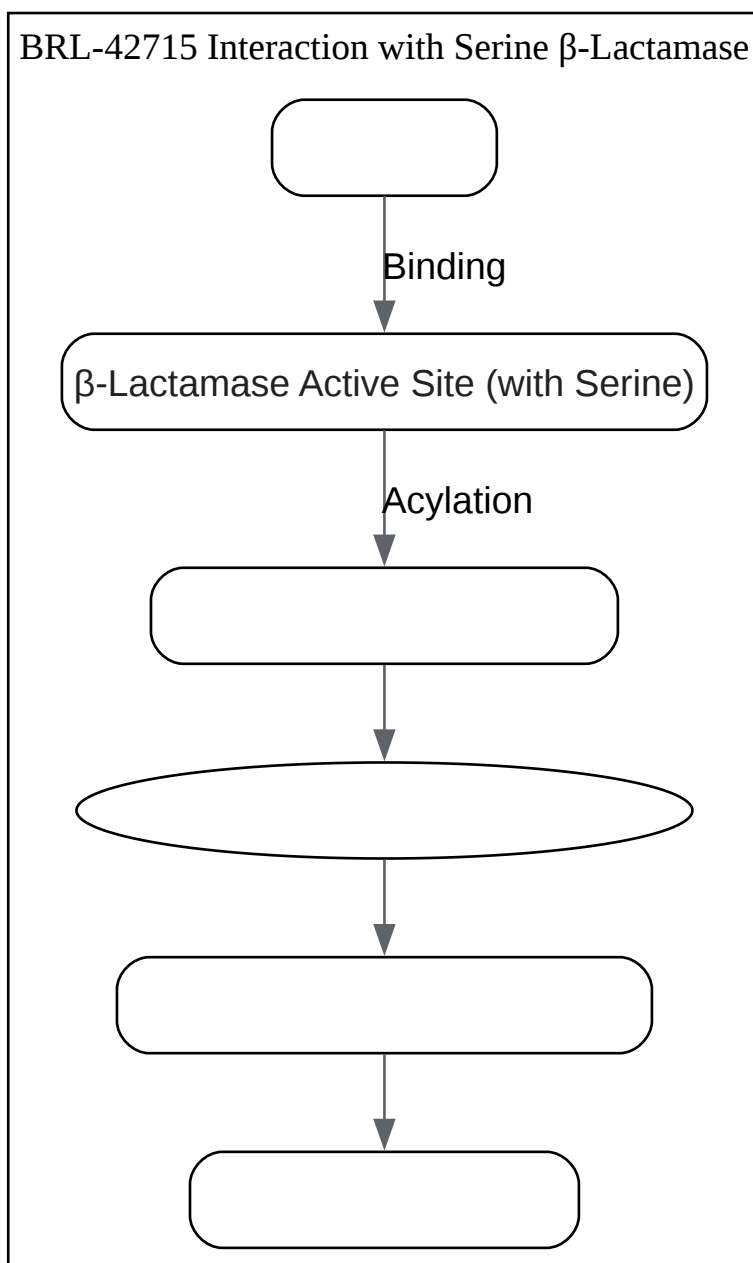 BRL-42715 Interaction with Serine β-Lactamase
Binding
β-Lactamase Active Site (with Serine)
Acylation